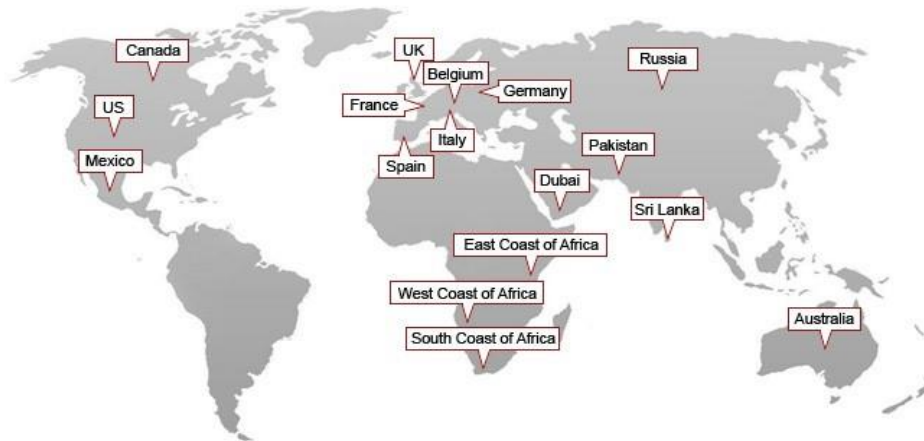 Canada
UK
Russia
Belgium
Germany
US
France
Italy
Pakistan
Mexico
Spain
Dubai
Sri Lanka
East Coast of Africa
West Coast of Africa
Australia
South Coast of Africa